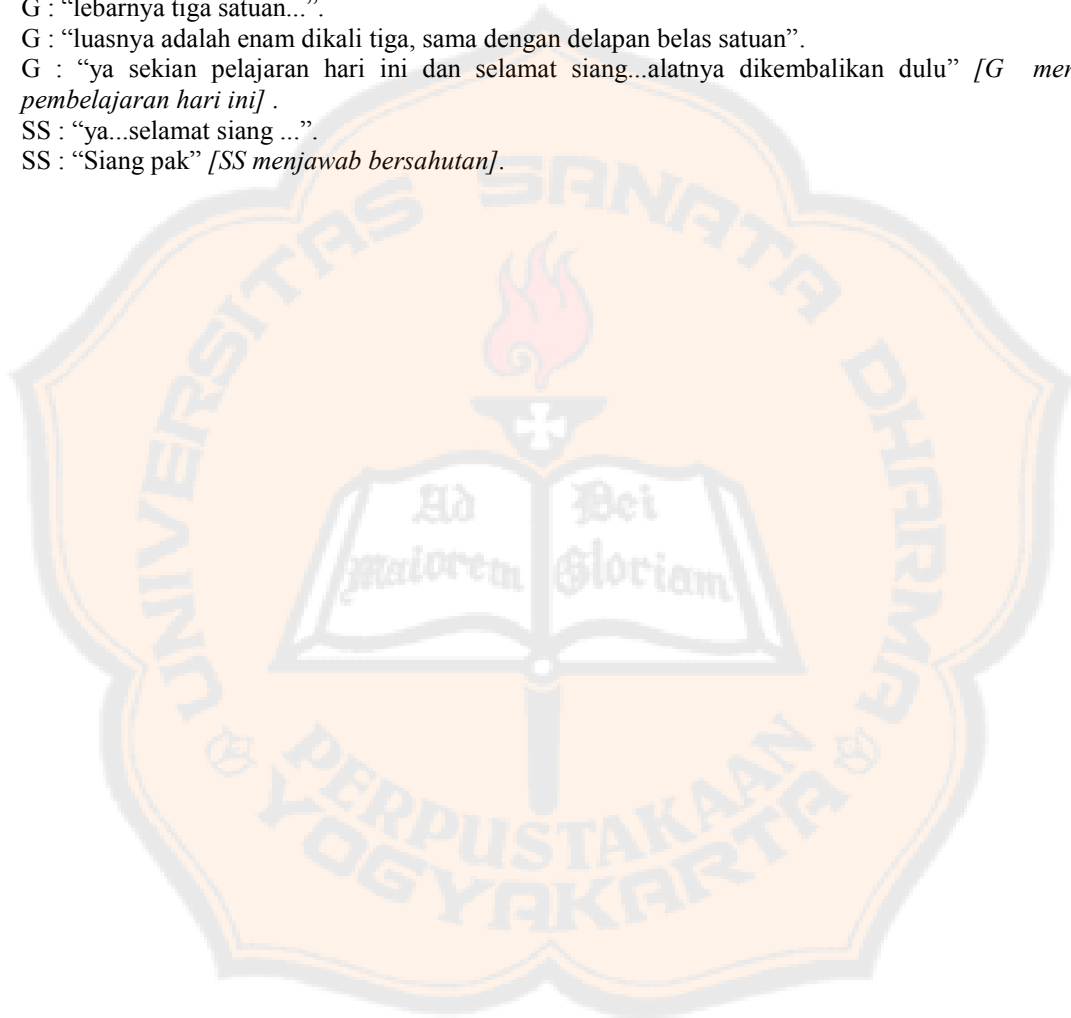 G : “lebarnya tiga satuan...”.
G : “luasnya adalah enam dikali tiga, sama dengan delapan belas satuan”.
G : “ya sekian pelajaran hari ini dan selamat siang...alatnya dikembalikan dulu” [G men
pembelajaran hari ini] .
SS : “ya...selamat siang ...”.
SS : “Siang pak” [SS menjawab bersahutan].
UNIVERSITAS SANATA DHARMA
Ad Dei
Maiorem Gloriam
PERPUSTAKAAN
YOGYAKARTA